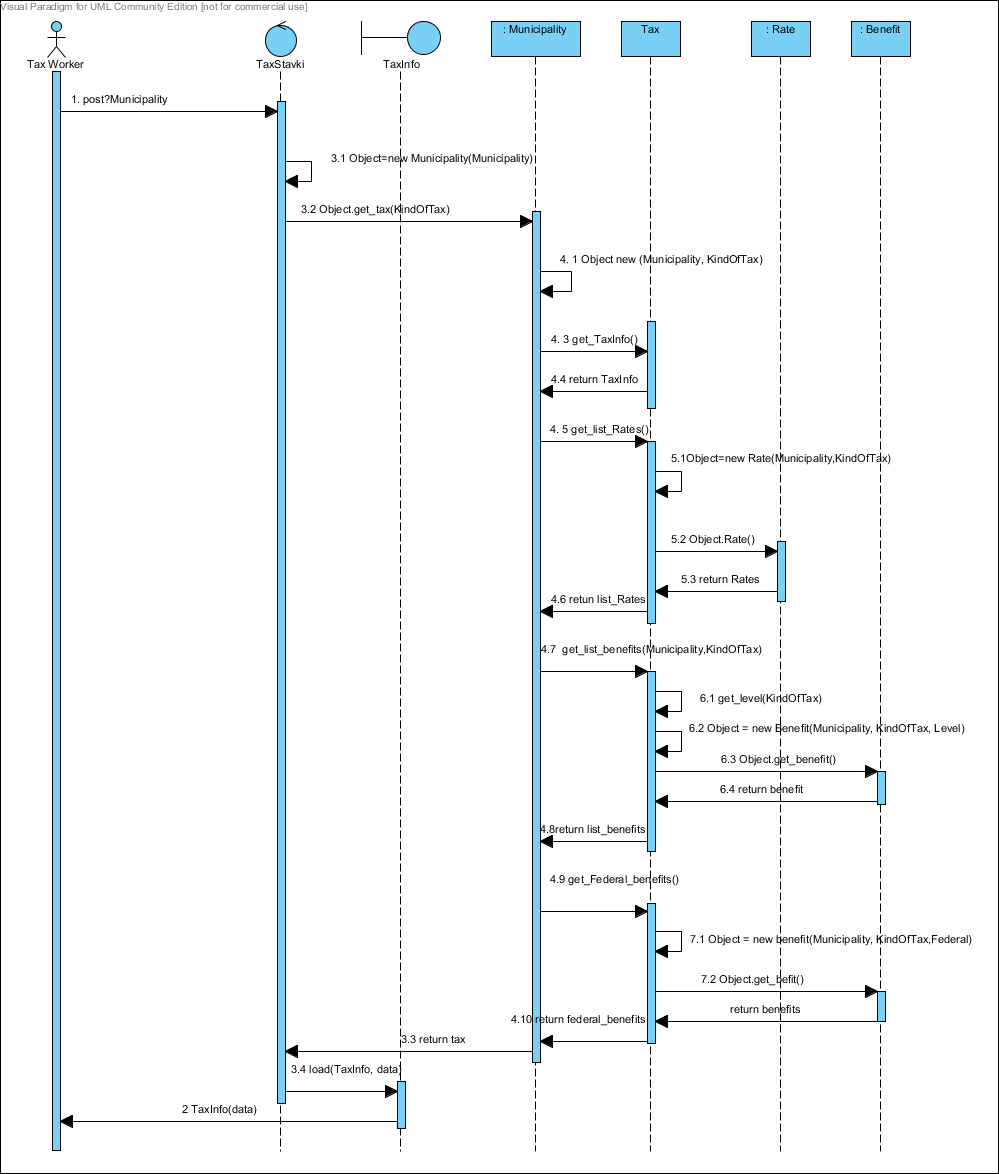 Visual Paradigm for UML Community Edition [not for commercial use]
: Municipality
Tax
: Rate
: Benefit
Tax Worker
TaxStavki
TaxInfo
1. post?Municipality
3.1 Object=new Municipality(Municipality)
3.2 Object.get_tax(KindOfTax)
4. 1 Object new (Municipality, KindOfTax)
4. 3 get_TaxInfo()
4.4 return TaxInfo
4. 5 get_list_Rates()
5.1Object=new Rate(Municipality,KindOfTax)
5.2 Object.Rate()
5.3 return Rates
4.6 retun list_Rates
4.7 get_list_benefits(Municipality,KindOfTax)
6.1 get_level(KindOfTax)
6.2 Object = new Benefit(Municipality, KindOfTax, Level)
6.3 Object.get_benefit()
6.4 return benefit
4.8return list_benefits
4.9 get_Federal_benefits()
7.1 Object = new benefit(Municipality, KindOfTax,Federal)
7.2 Object.get_befit()
return benefits
4.10 return federal_benefits
3.3 return tax
3.4 load(TaxInfo, data)
2 TaxInfo(data)